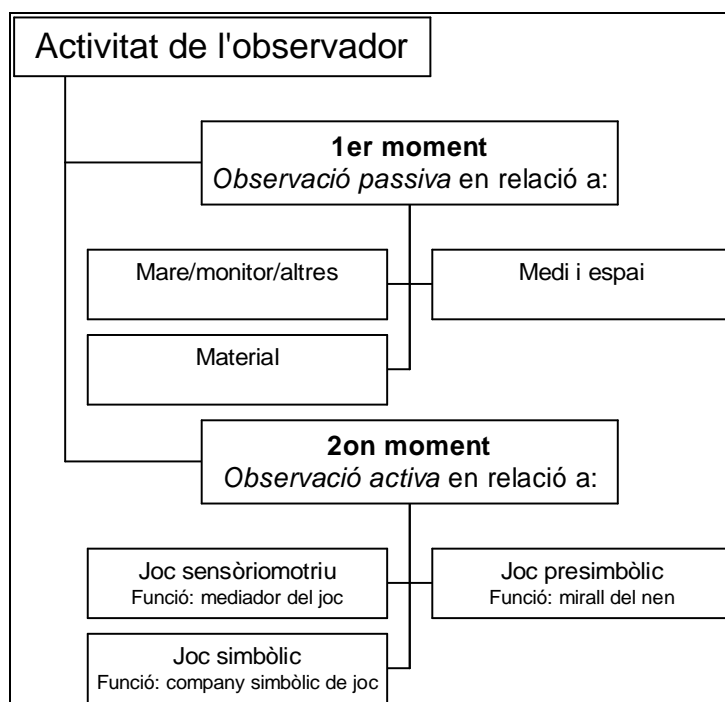 Activitat de l'observador
1er moment
Observació passiva en relació a:
Mare/monitor/altres
Medi i espai
Material
2on moment
Observació activa en relació a:
Joc sensòriomotriu
Funció: mediador del joc
Joc presimbòlic
Funció: mirall del nen
Joc simbòlic
Funció: company simbòlic de joc